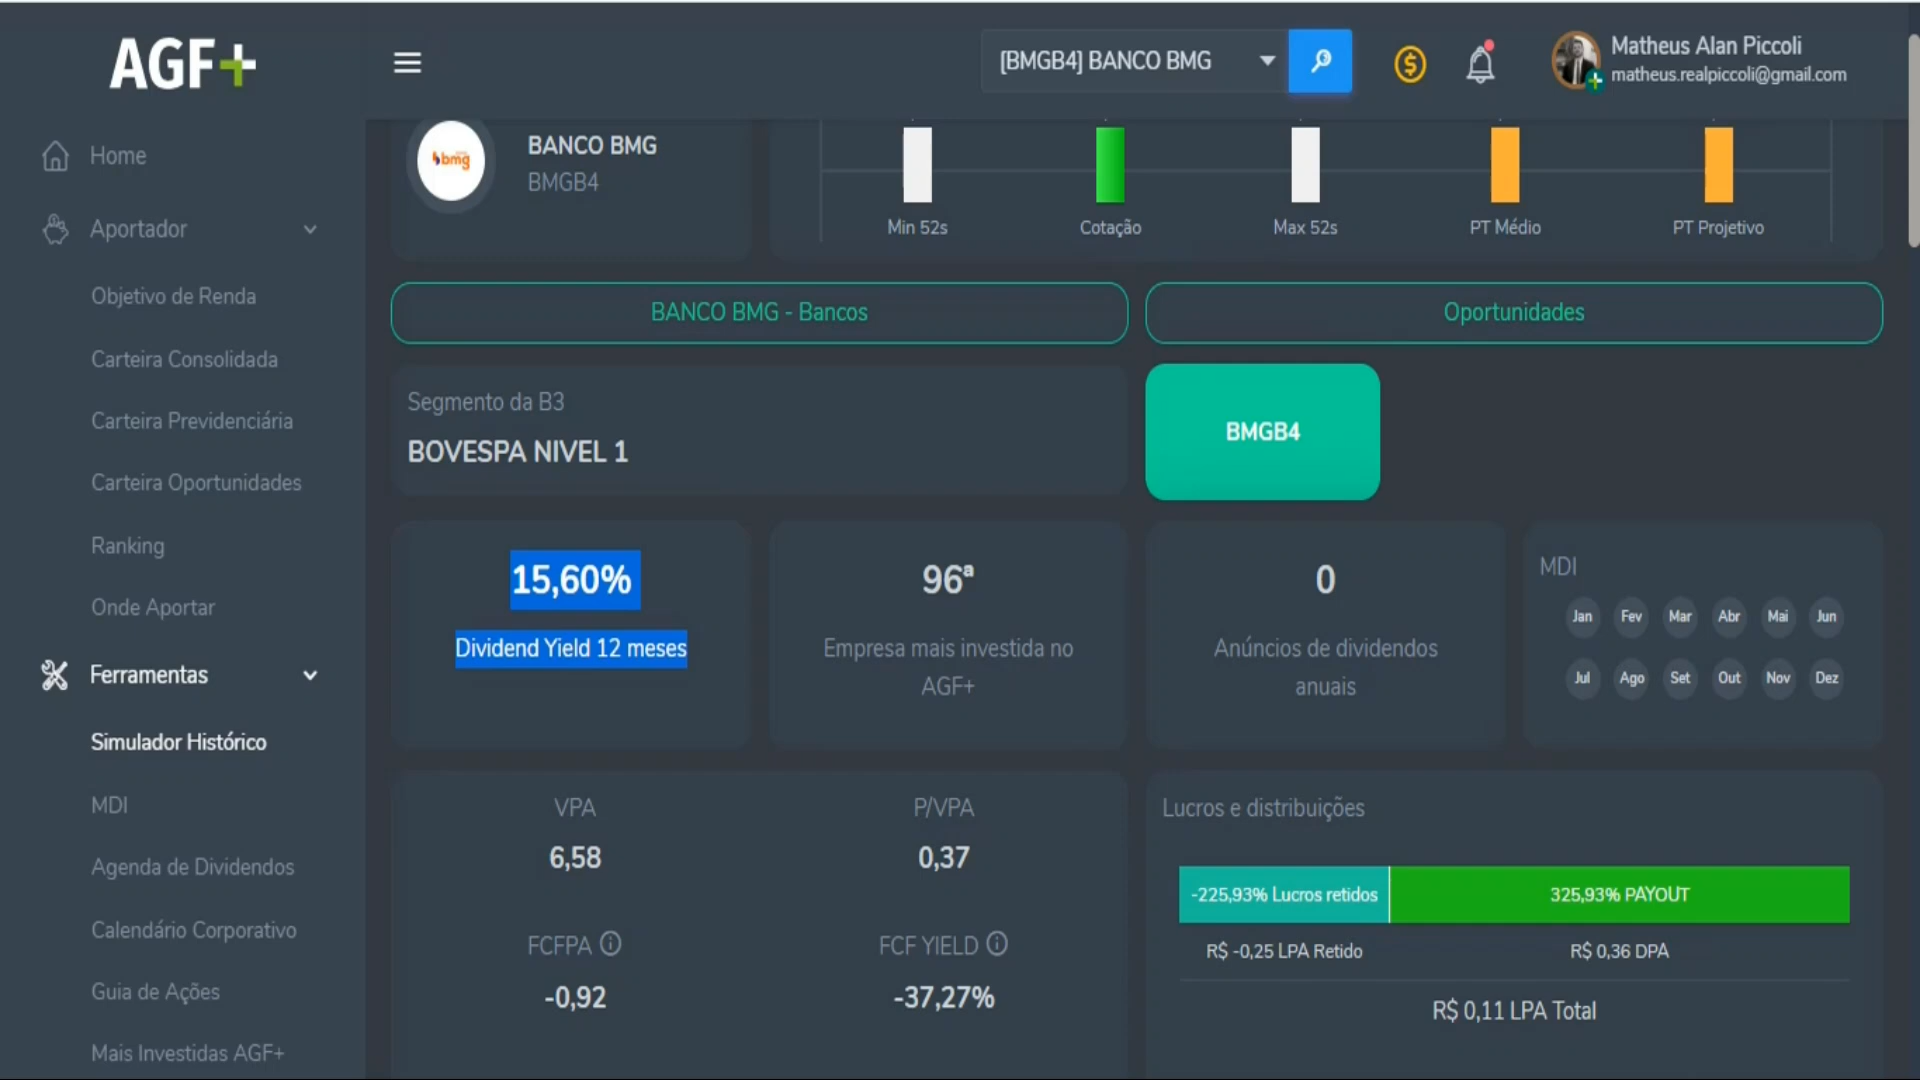 AGF+
[BMGB4] BANCO BMG
Matheus Alan Piccoli
matheus.realpiccoli@gmail.com
Home
Aportador
Objetivo de Renda
Carteira Consolidada
Carteira Previdenciária
Carteira Oportunidades
Ranking
Onde Aportar
Ferramentas
Simulador Histórico
MDI
Agenda de Dividendos
Calendário Corporativo
Guia de Ações
Mais Investidas AGF+
bmg
BANCO BMG
BMGB4
Min 52s
Cotação
Max 52s
PT Médio
PT Projetivo
BANCO BMG - Bancos
Oportunidades
Segmento da B3
BOVESPA NIVEL 1
BMGB4
15,60%
Dividend Yield 12 meses
96ª
Empresa mais investida no
AGF+
0
Anúncios de dividendos
anuais
MDI
Jan Fev Mar Abr Mai Jun
Jul Ago Set Out Nov Dez
VPA
6,58
P/VPA
0,37
FCFPA
-0,92
FCF YIELD
-37,27%
Lucros e distribuições
-225,93% Lucros retidos
325,93% PAYOUT
R$ -0,25 LPA Retido
R$ 0,36 DPA
R$ 0,11 LPA Total